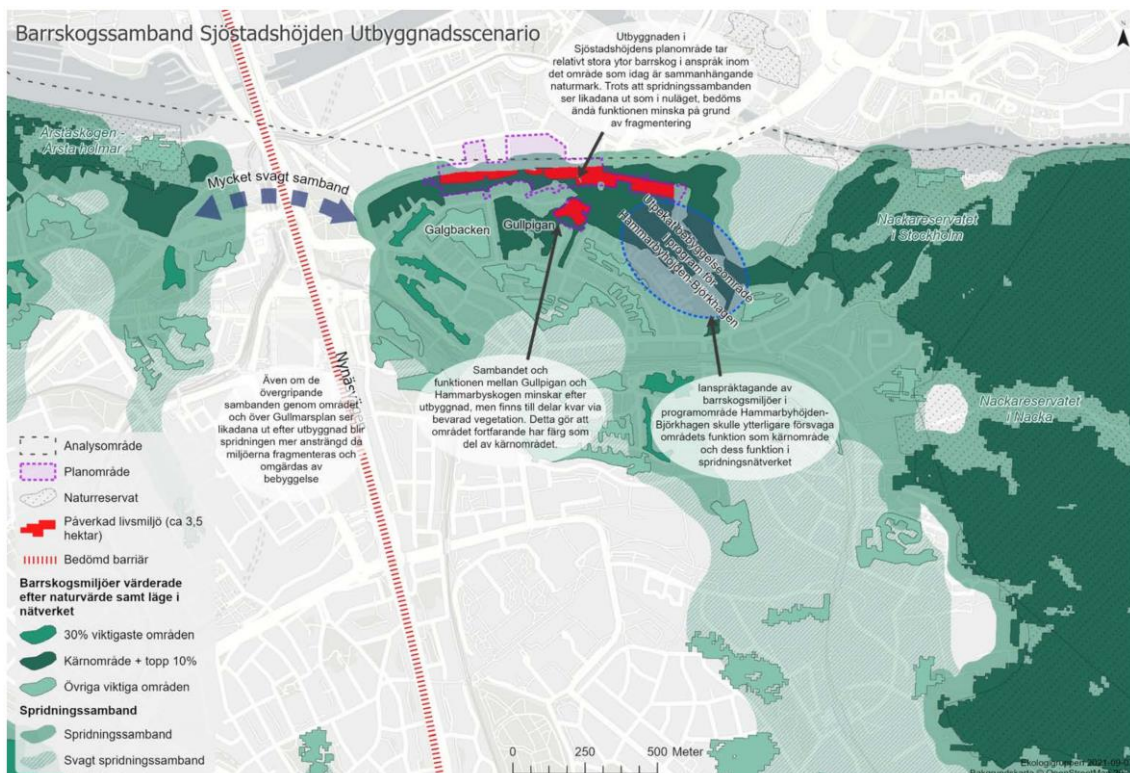 Barrskogssamband Sjöstadshöjden Utbyggnadsscenario
Utbyggnaden i
Sjöstadshöjdens planområde tar
relativt stora ytor barrskog i anspråk inom
det område som idag är sammanhängande
naturmark. Trots att spridningssambanden
ser likadana ut som i nuläget, bedöms
ändå funktionen minska på grund
av fragmentering
N
Årstaskogen -
Årsta holmar
Mycket svagt samband
Galgbacken
Gullpigan
Utpekat bebyggelseområde
i program för
Hammarbyhöjden-Björkhagen
Nackareservatet
i Stockholm
Nackareservatet
i Nacka
Även om de
övergripande
sambanden genom området
och över Gullmarsplan ser
likadana ut efter utbyggnad blir
spridningen mer ansträngd då
miljöerna fragmenteras och
omgärdas av
bebyggelse
Sambandet och
funktionen mellan Gullpigan och
Hammarbyskogen minskar efter
utbyggnad, men finns till delar kvar via
bevarad vegetation. Detta gör att
området fortfarande har färg som
del av kärnområdet.
Ianspråktagande av
barrskogsmiljöer i
programområde Hammarbyhöjden-
Björkhagen skulle ytterligare försvaga
områdets funktion som kärnområde
och dess funktion i
spridningsnätverket
Analysområde
Planområde
Naturreservat
Påverkad livsmiljö (ca 3,5
hektar)
Bedömd barriär
Barrskogsmiljöer värderade
efter naturvärde samt läge i
nätverket
30% viktigaste områden
Kärnområde + topp 10%
Övriga viktiga områden
Spridningssamband
Spridningssamband
Svagt spridningssamband
0 250 500 Meter
Ekologigruppen